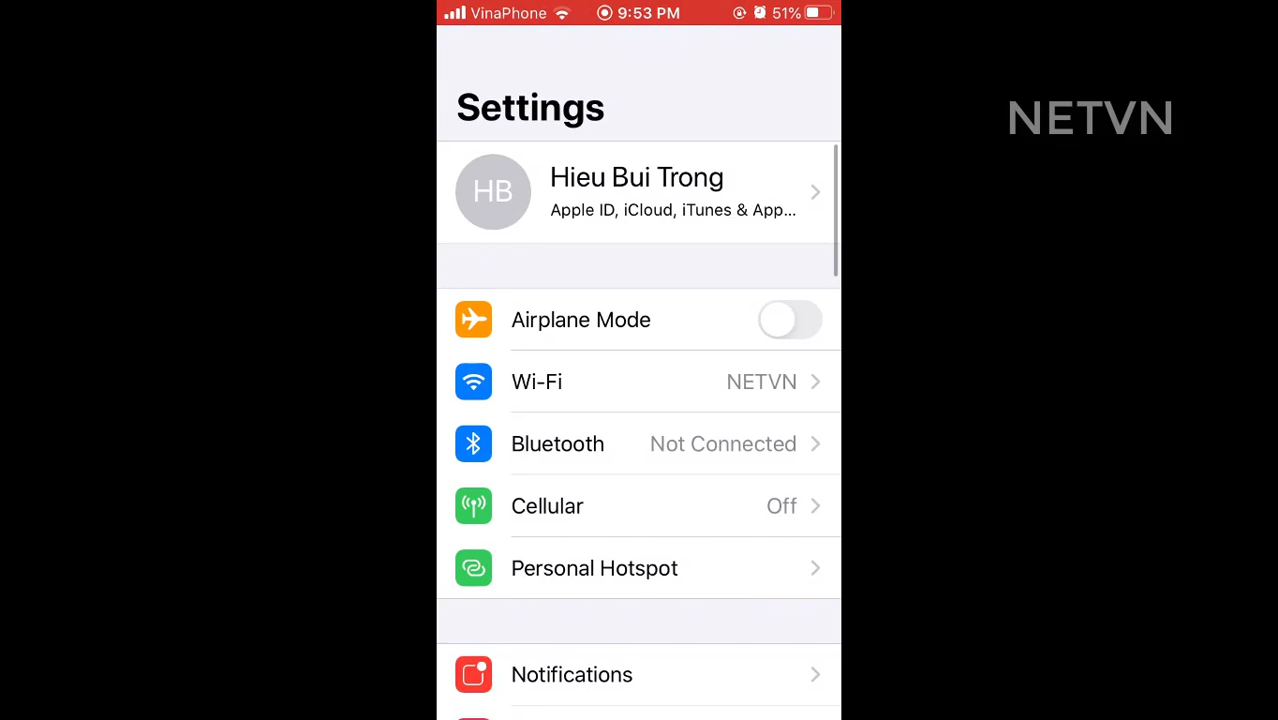 VinaPhone 9:53 PM 51%
NETVN
Settings
HB
Hieu Bui Trong
Apple ID, iCloud, iTunes & App...
Airplane Mode
Wi-Fi NETVN
Bluetooth Not Connected
Cellular Off
Personal Hotspot
Notifications